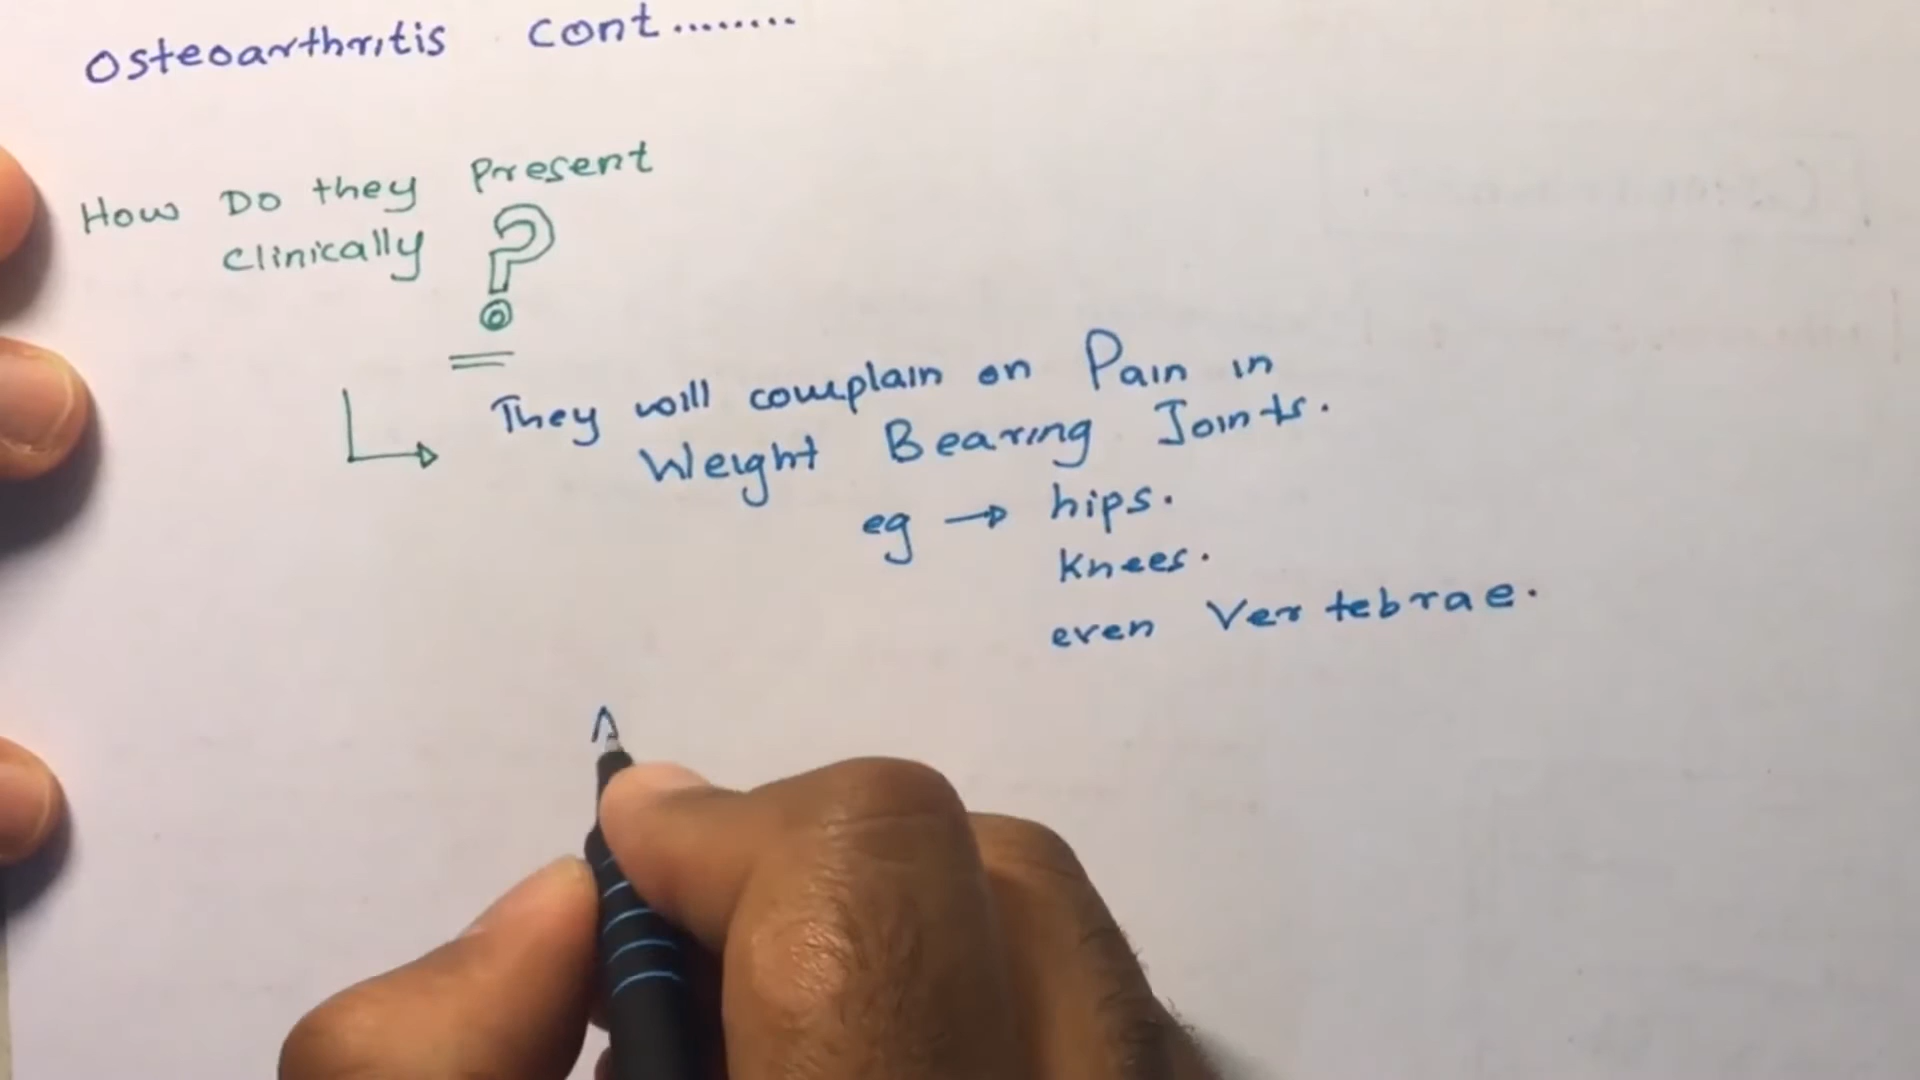 Osteoarthritis cont........
How Do they Present
clinically ?
They will complain on Pain in
Weight Bearing Joints.
eg → hips.
Knees.
even Vertebrae.
A